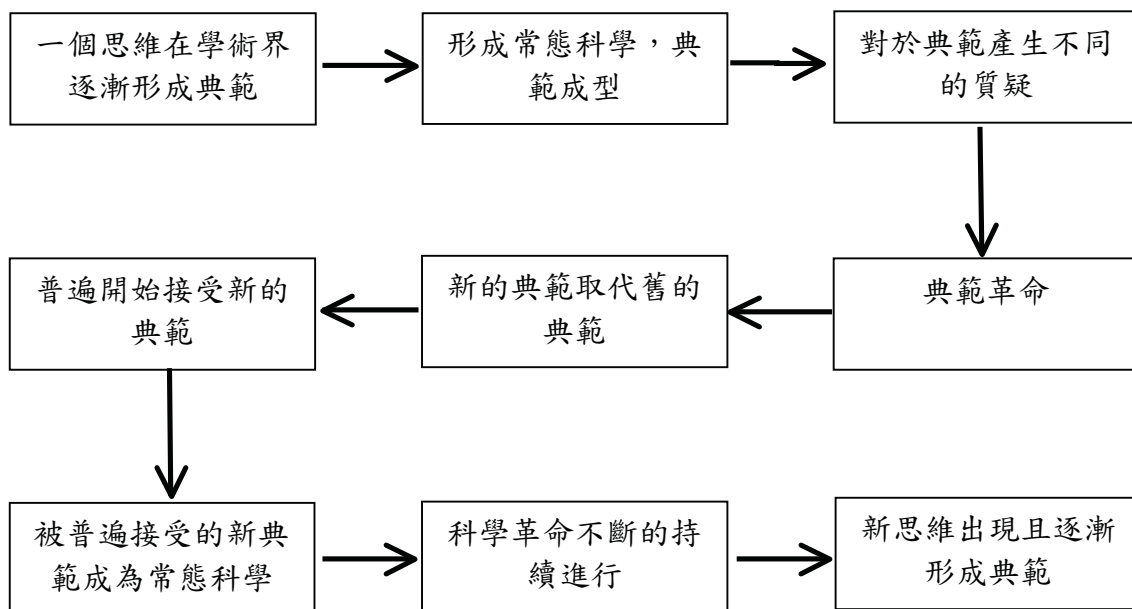 一個思維在學術界
逐漸形成典範
形成常態科學，典
範成型
對於典範產生不同
的質疑
典範革命
新的典範取代舊的
典範
普遍開始接受新的
典範
被普遍接受的新典
範成為常態科學
科學革命不斷的持
續進行
新思維出現且逐漸
形成典範